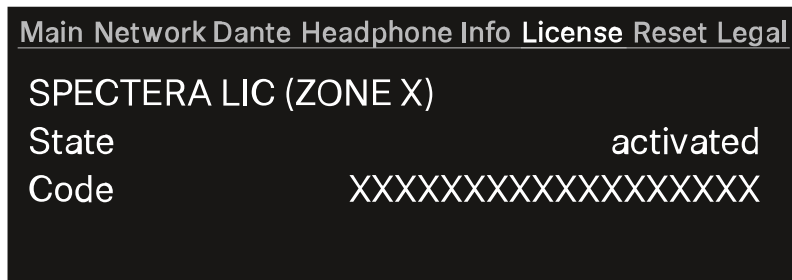 Main Network Dante Headphone Info License Reset Legal
SPECTERA LIC (ZONE X)
State activated
Code XXXXXXXXXXXXXXXXXX